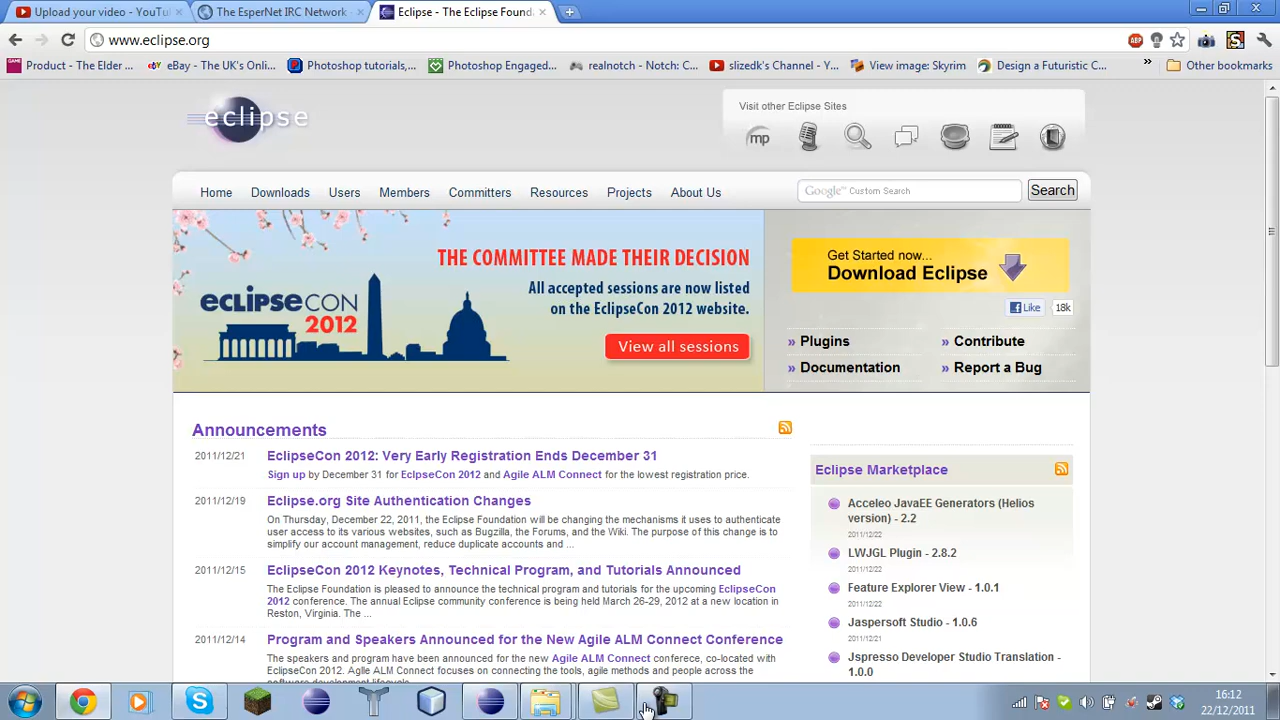 Upload your video - YouTu
The EsperNet IRC Network -
Eclipse - The Eclipse Found
www.eclipse.org
ABP
GAME Product - The Elder ...
eBay - The UK's Onli...
Photoshop tutorials,...
Photoshop Engaged...
realnotch - Notch: C...
slizedk's Channel - Y...
View image: Skyrim
Design a Futuristic C...
»
Other bookmarks
eclipse
Visit other Eclipse Sites
mp
Home Downloads Users Members Committers Resources Projects About Us
Google™ Custom Search
Search
THE COMMITTEE MADE THEIR DECISION
All accepted sessions are now listed
on the EclipseCon 2012 website.
eclipseCON
2012
View all sessions
Get Started now...
Download Eclipse
Like 18k
» Plugins
» Contribute
» Documentation
» Report a Bug
Announcements
2011/12/21 EclipseCon 2012: Very Early Registration Ends December 31
Sign up by December 31 for EclipseCon 2012 and Agile ALM Connect for the lowest registration price.
2011/12/19 Eclipse.org Site Authentication Changes
On Thursday, December 22, 2011, the Eclipse Foundation will be changing the mechanisms it uses to authenticate
user access to its various websites, such as Bugzilla, the Forums, and the Wiki. The purpose of this change is to
simplify our account management, reduce duplicate accounts and ...
2011/12/15 EclipseCon 2012 Keynotes, Technical Program, and Tutorials Announced
The Eclipse Foundation is pleased to announce the technical program and tutorials for the upcoming EclipseCon
2012 conference. The annual Eclipse community conference is being held March 26-29, 2012 at a new location in
Reston, Virginia. The ...
2011/12/14 Program and Speakers Announced for the New Agile ALM Connect Conference
The speakers and program have been announced for the new Agile ALM Connect conferece, co-located with
EclipseCon 2012. Agile ALM Connect focuses on connecting the tools, agile methods and people across the
Eclipse Marketplace
Acceleo JavaEE Generators (Helios
version) - 2.2
2011/12/22
LWJGL Plugin - 2.8.2
2011/12/22
Feature Explorer View - 1.0.1
2011/12/22
Jaspersoft Studio - 1.0.6
2011/12/21
Jspresso Developer Studio Translation -
1.0.0
16:12
22/12/2011